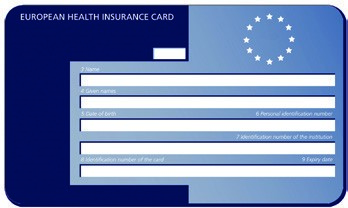 EUROPEAN HEALTH INSURANCE CARD
3 Name
4 Given names
5 Date of birth 6 Personal identification number
7 Identification number of the institution
8 Identification number of the card 9 Expiry date